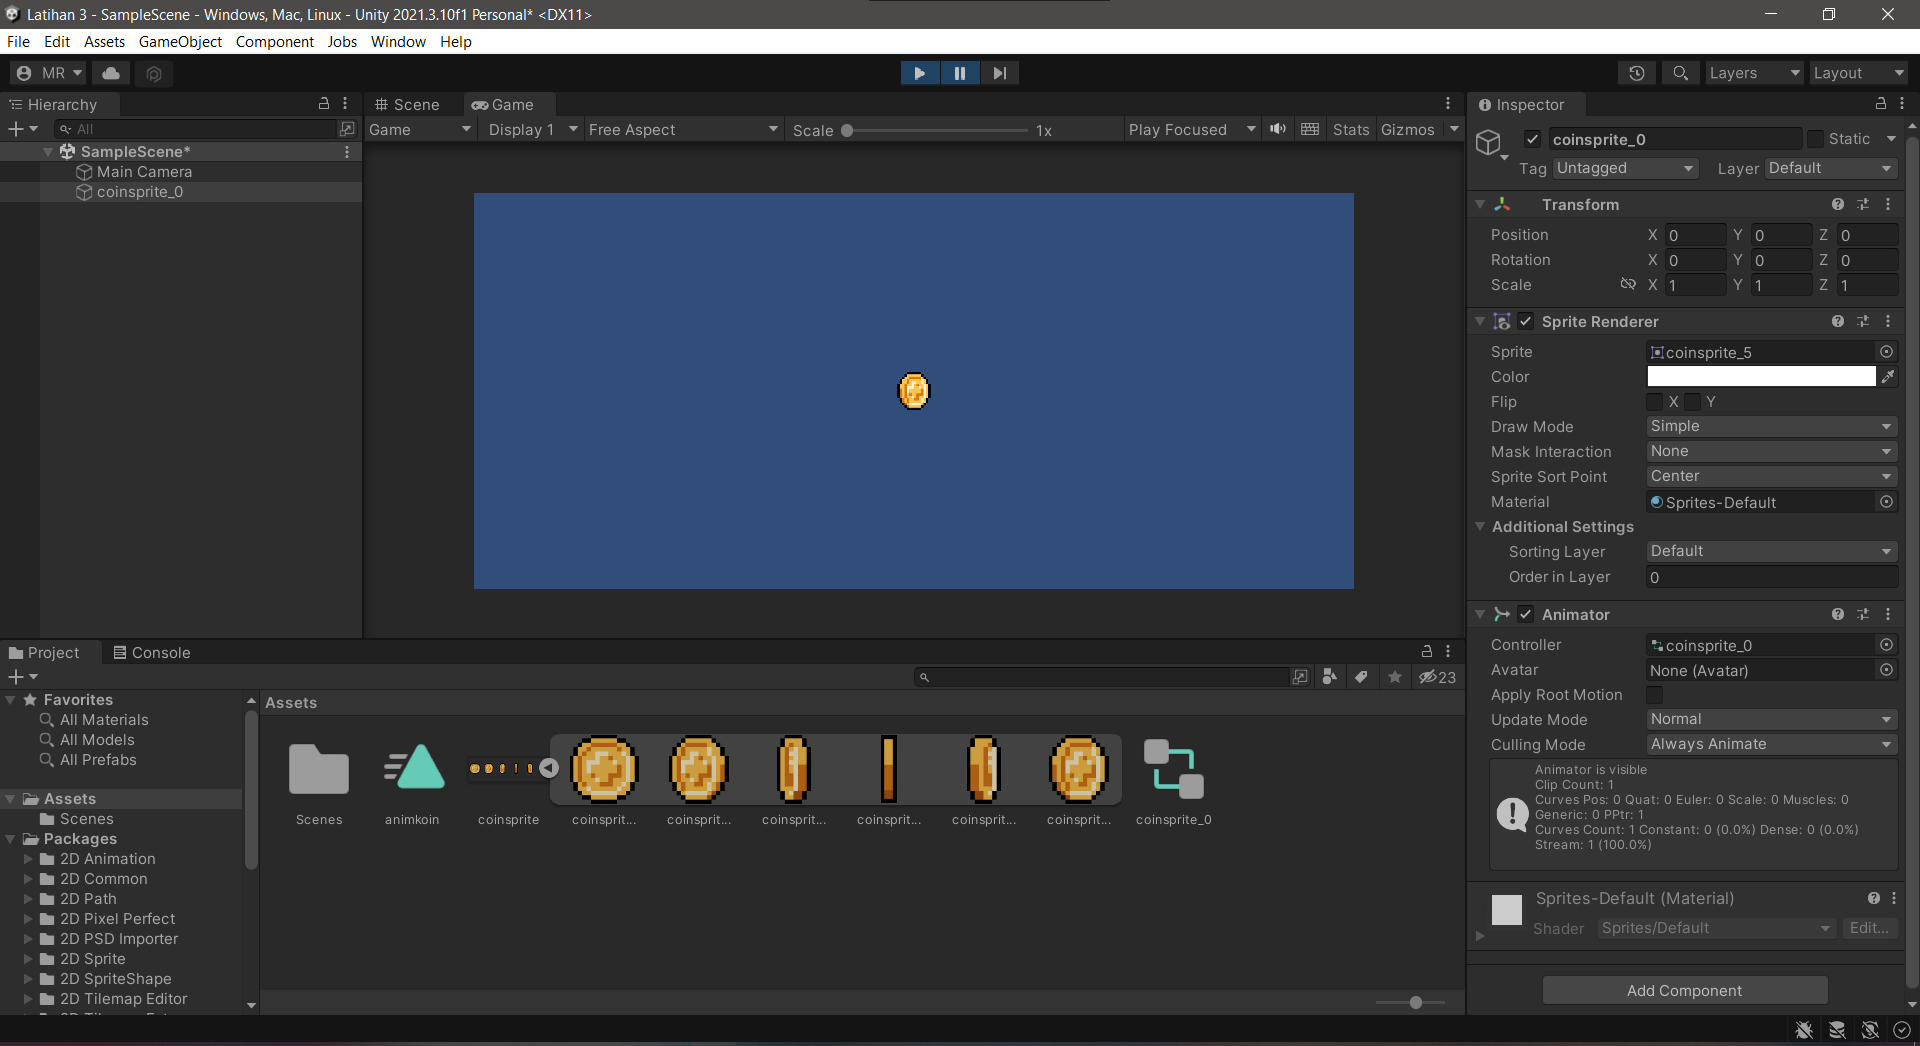 Latihan 3 - SampleScene - Windows, Mac, Linux - Unity 2021.3.10f1 Personal* <DX11>
File Edit Assets GameObject Component Jobs Window Help
MR Layers Layout
Hierarchy
All
SampleScene*
Main Camera
coinsprite_0
Scene Game
Game Display 1 Free Aspect Scale 1x Play Focused Stats Gizmos
Inspector
coinsprite_0 Static
Tag Untagged Layer Default
Transform
Position X 0 Y 0 Z 0
Rotation X 0 Y 0 Z 0
Scale X 1 Y 1 Z 1
Sprite Renderer
Sprite coinsprite_5
Color
Flip X Y
Draw Mode Simple
Mask Interaction None
Sprite Sort Point Center
Material Sprites-Default
Additional Settings
Sorting Layer Default
Order in Layer 0
Animator
Controller coinsprite_0
Avatar None (Avatar)
Apply Root Motion
Update Mode Normal
Culling Mode Always Animate
Animator is visible
Clip Count: 1
Curves Pos: 0 Quat: 0 Euler: 0 Scale: 0 Muscles: 0
Generic: 0 PPtr: 1
Curves Count: 1 Constant: 0 (0.0%) Dense: 0 (0.0%)
Stream: 1 (100.0%)
Sprites-Default (Material)
Shader Sprites/Default Edit...
Add Component
Project Console
23
Favorites
All Materials
All Models
All Prefabs
Assets
Scenes
Packages
2D Animation
2D Common
2D Path
2D Pixel Perfect
2D PSD Importer
2D Sprite
2D SpriteShape
2D Tilemap Editor
Assets
Scenes animkoin coinsprite coinsprit... coinsprit... coinsprit... coinsprit... coinsprit... coinsprit... coinsprite_0